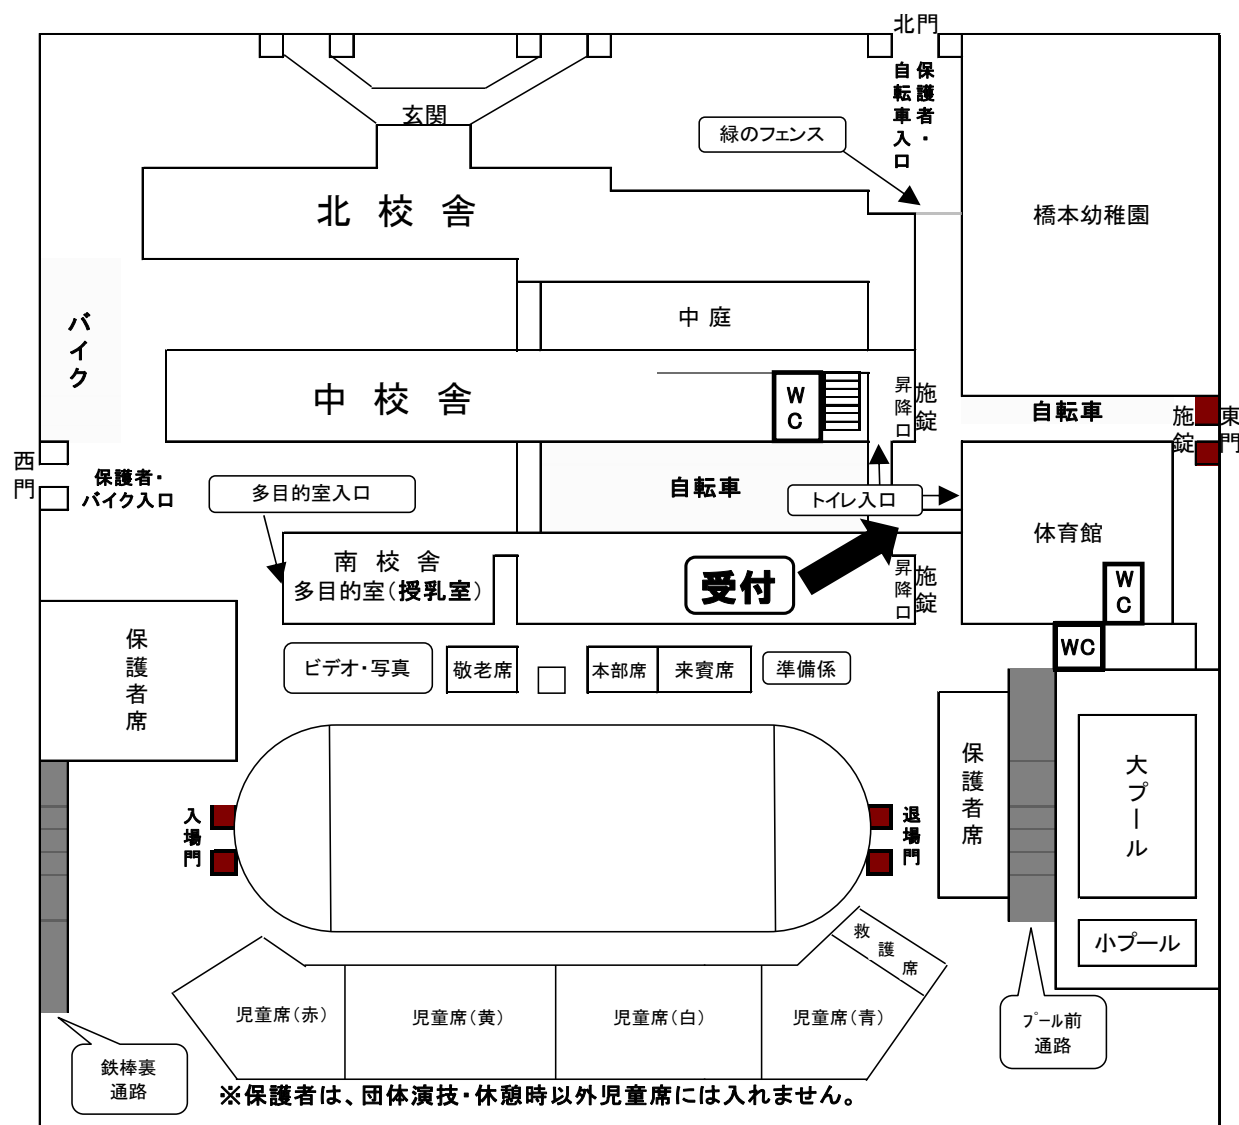 北門
保護者・
自転車入口
玄関
緑のフェンス
北校舎
橋本幼稚園
バイク
中庭
中校舎
WC
昇降口
施錠
自転車
施錠
東門
西門
保護者・
バイク入口
多目的室入口
自転車
トイレ入口
体育館
南校舎
多目的室(授乳室)
受付
昇降口
施錠
WC
WC
保護者席
ビデオ・写真
敬老席
本部席
来賓席
準備係
保護者席
大プール
入場門
退場門
小プール
救護席
児童席(赤)
児童席(黄)
児童席(白)
児童席(青)
プール前
通路
鉄棒裏
通路
※保護者は、団体演技・休憩時以外児童席には入れません。